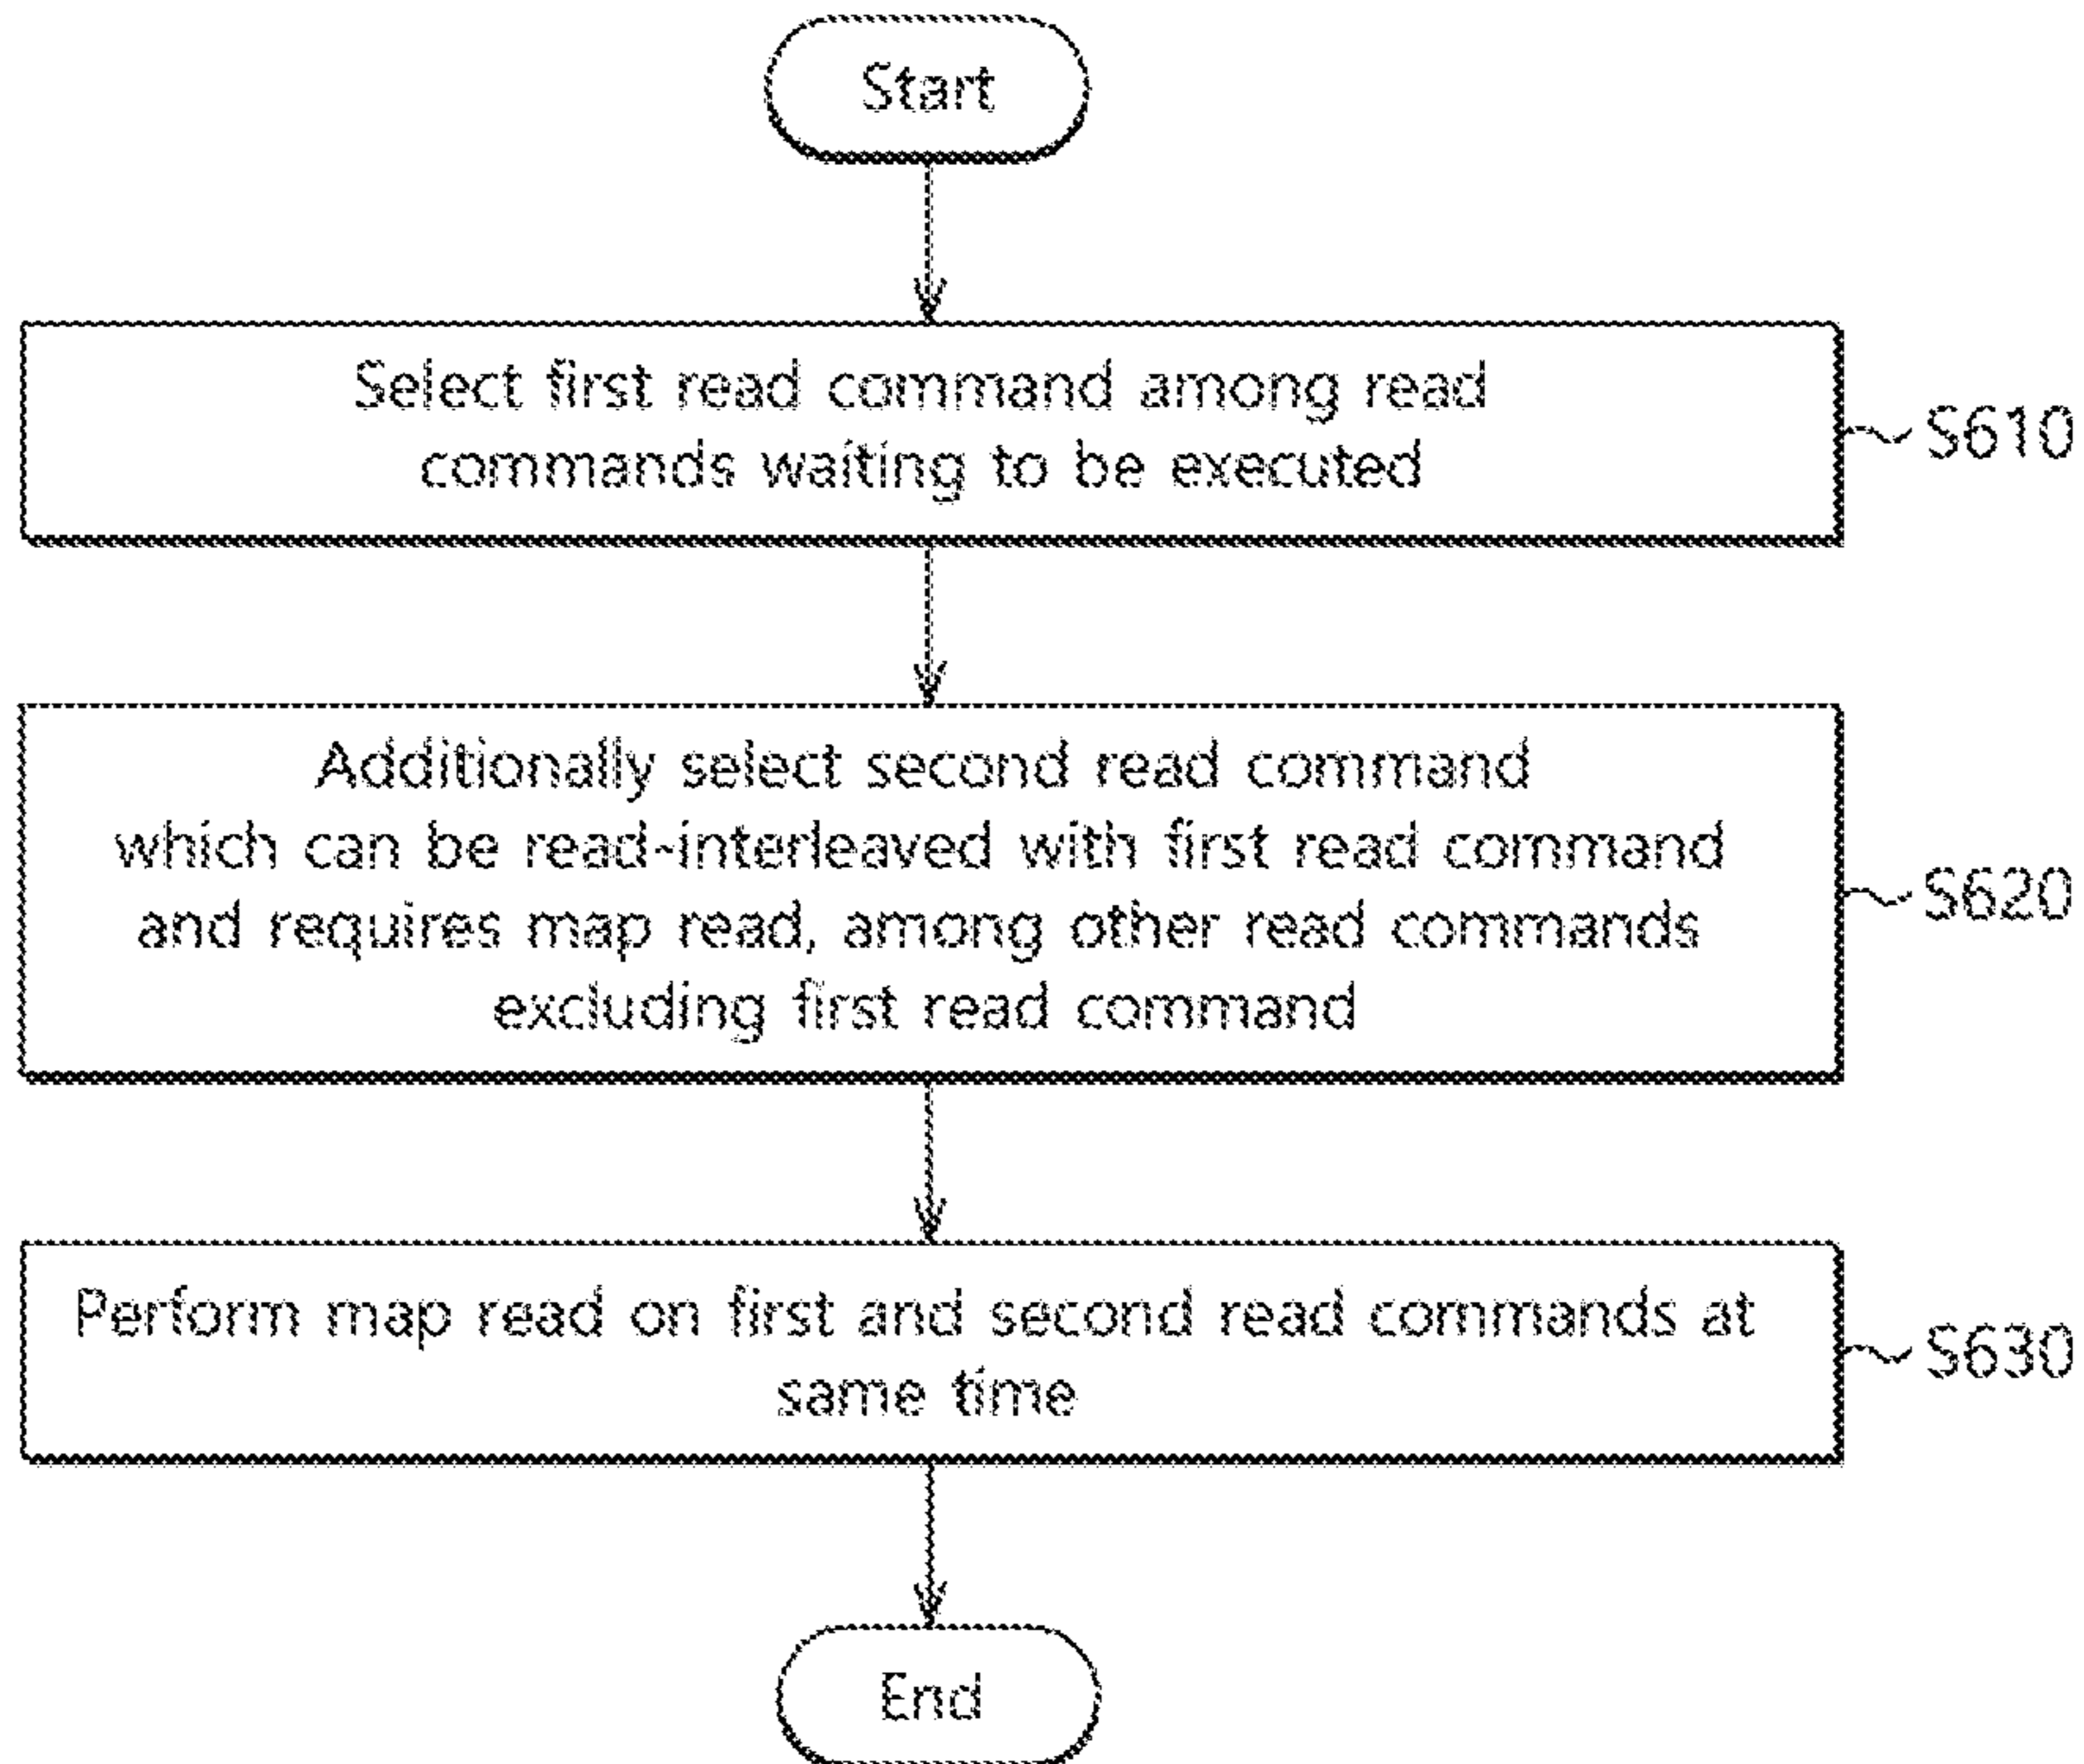 Start
Select first read command among read
commands waiting to be executed
S610
Additionally select second read command
which can be read-interleaved with first read command
and requires map read, among other read commands
excluding first read command
S620
Perform map read on first and second read commands at
same time
S630
End